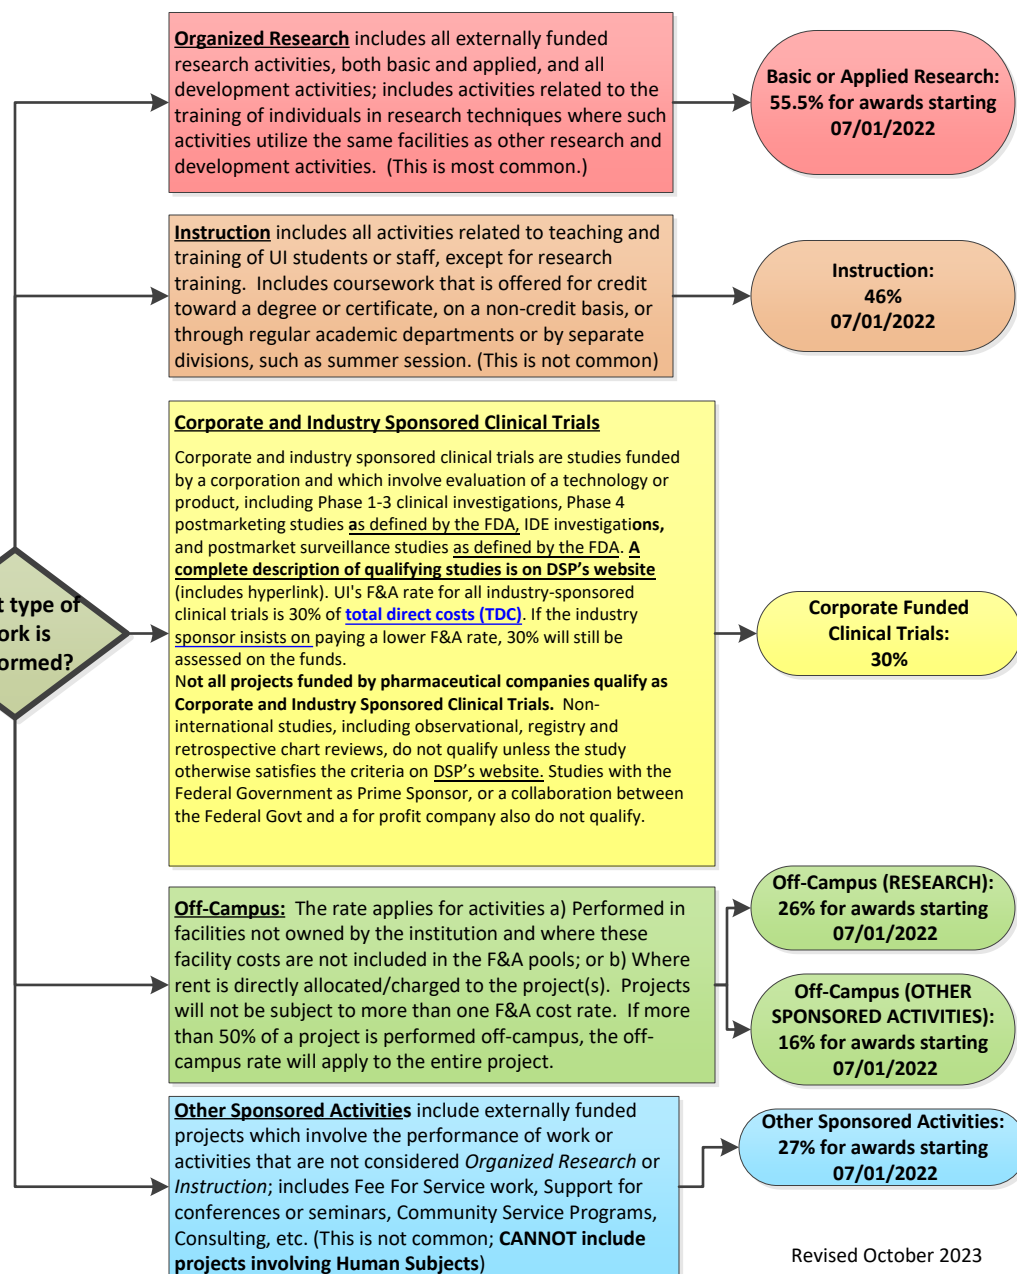 Organized Research includes all externally funded
research activities, both basic and applied, and all
development activities; includes activities related to the
training of individuals in research techniques where such
activities utilize the same facilities as other research and
development activities.  (This is most common.)
Basic or Applied Research:
55.5% for awards starting
07/01/2022
Instruction includes all activities related to teaching and
training of UI students or staff, except for research
training.  Includes coursework that is offered for credit
toward a degree or certificate, on a non-credit basis, or
through regular academic departments or by separate
divisions, such as summer session. (This is not common)
Instruction:
46%
07/01/2022
t type of
ork is
ormed?
Corporate and Industry Sponsored Clinical Trials
Corporate and industry sponsored clinical trials are studies funded
by a corporation and which involve evaluation of a technology or
product, including Phase 1-3 clinical investigations, Phase 4
postmarketing studies as defined by the FDA, IDE investigations,
and postmarket surveillance studies as defined by the FDA. A
complete description of qualifying studies is on DSP's website
(includes hyperlink). UI's F&A rate for all industry-sponsored
clinical trials is 30% of total direct costs (TDC). If the industry
sponsor insists on paying a lower F&A rate, 30% will still be
assessed on the funds.
Not all projects funded by pharmaceutical companies qualify as
Corporate and Industry Sponsored Clinical Trials.  Non-
international studies, including observational, registry and
retrospective chart reviews, do not qualify unless the study
otherwise satisfies the criteria on DSP's website. Studies with the
Federal Government as Prime Sponsor, or a collaboration between
the Federal Govt and a for profit company also do not qualify.
Corporate Funded
Clinical Trials:
30%
Off-Campus:  The rate applies for activities a) Performed in
facilities not owned by the institution and where these
facility costs are not included in the F&A pools; or b) Where
rent is directly allocated/charged to the project(s).  Projects
will not be subject to more than one F&A cost rate.  If more
than 50% of a project is performed off-campus, the off-
campus rate will apply to the entire project.
Off-Campus (RESEARCH):
26% for awards starting
07/01/2022
Off-Campus (OTHER
SPONSORED ACTIVITIES):
16% for awards starting
07/01/2022
Other Sponsored Activities include externally funded
projects which involve the performance of work or
activities that are not considered Organized Research or
Instruction; includes Fee For Service work, Support for
conferences or seminars, Community Service Programs,
Consulting, etc. (This is not common; CANNOT include
projects involving Human Subjects)
Other Sponsored Activities:
27% for awards starting
07/01/2022
Revised October 2023